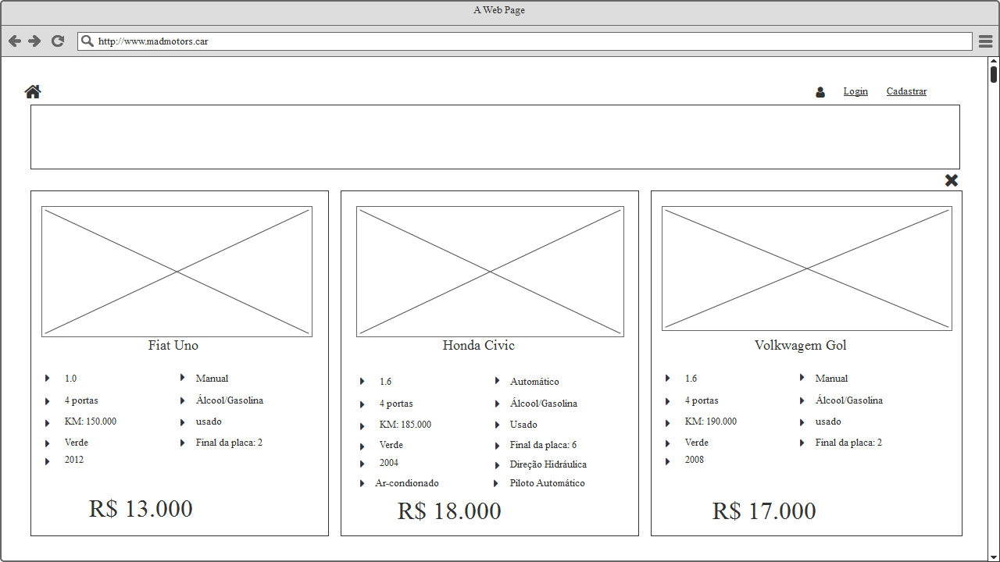 A Web Page
http://www.madmotors.car
Login Cadastrar
Fiat Uno
1.0 Manual
4 portas Álcool/Gasolina
KM: 150.000 usado
Verde Final da placa: 2
2012
R$ 13.000
Honda Civic
1.6 Automático
4 portas Álcool/Gasolina
KM: 185.000 Usado
Verde Final da placa: 6
2004 Direção Hidráulica
Ar-condionado Piloto Automático
R$ 18.000
Volkwagem Gol
1.6 Manual
4 portas Álcool/Gasolina
KM: 190.000 usado
Verde Final da placa: 2
2008
R$ 17.000